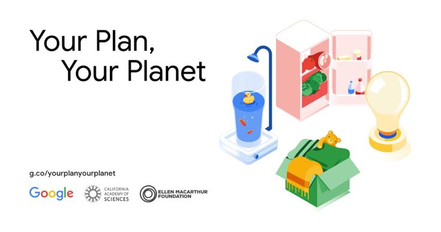 Your Plan,
Your Planet
g.co/yourplanyourplanet
Google
CALIFORNIA
ACADEMY OF
SCIENCES
ELLEN MACARTHUR
FOUNDATION